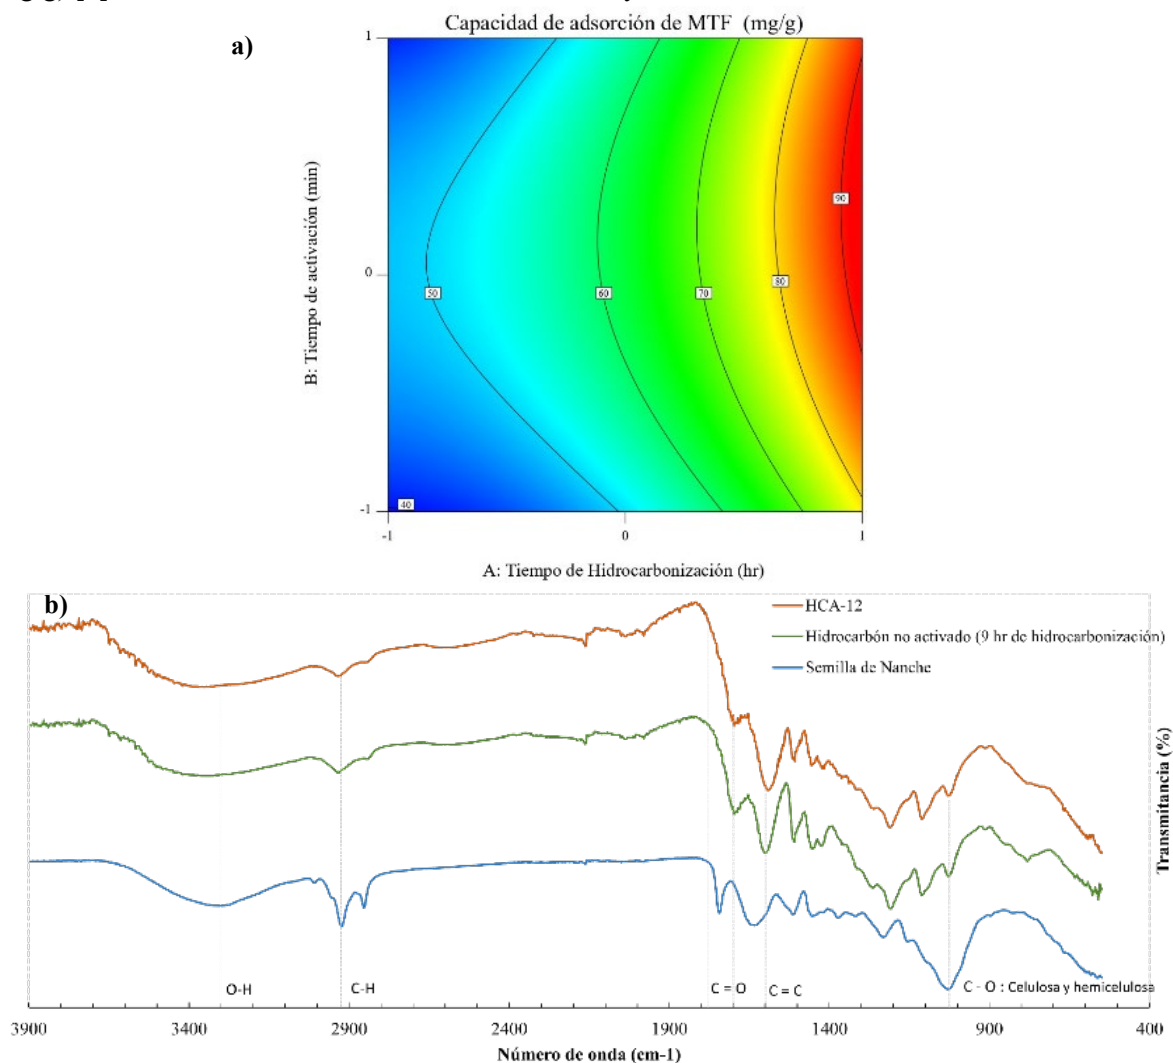 Capacidad de adsorción de MTF (mg/g)
a)
1
0
-1
B: Tiempo de activación (min)
50
60
70
80
90
40
-1
0
1
A: Tiempo de Hidrocarbonización (hr)
b)
HCA-12
Hidrocarbón no activado (9 hr de hidrocarbonización)
Semilla de Nanche
Transmitancia (%)
O-H
C-H
C = O
C = C
C - O : Celulosa y hemicelulosa
3900
3400
2900
2400
1900
1400
900
400
Número de onda (cm-1)